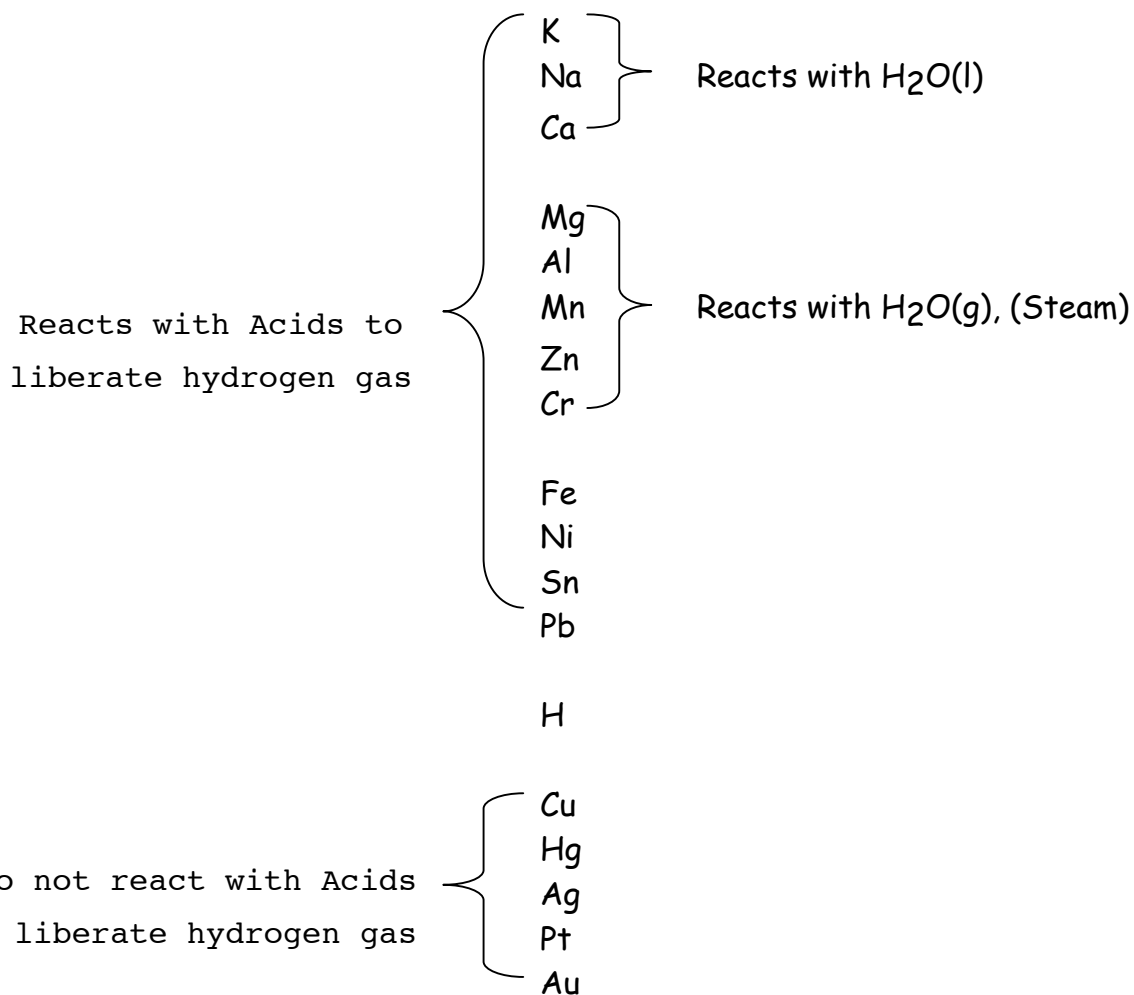 K
Na
Ca
Reacts with H2O(l)
Mg
Al
Mn
Zn
Cr
Reacts with H2O(g), (Steam)
Reacts with Acids to
liberate hydrogen gas
Fe
Ni
Sn
Pb
H
Cu
Hg
Ag
Pt
Au
o not react with Acids
liberate hydrogen gas